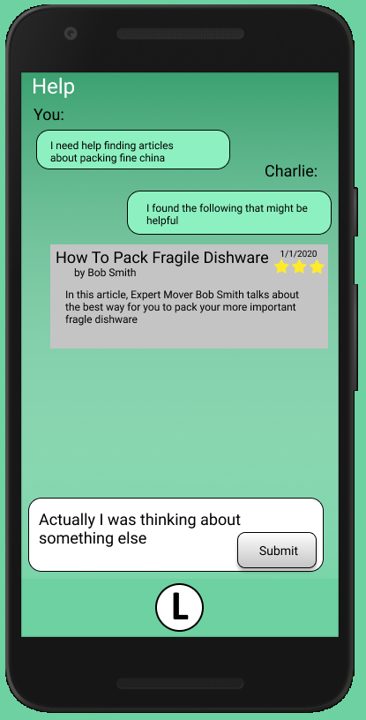 Help
You:
I need help finding articles
about packing fine china
Charlie:
I found the following that might be
helpful
How To Pack Fragile Dishware
1/1/2020
by Bob Smith
In this article, Expert Mover Bob Smith talks about
the best way for you to pack your more important
fragle dishware
Actually I was thinking about
something else
Submit
L